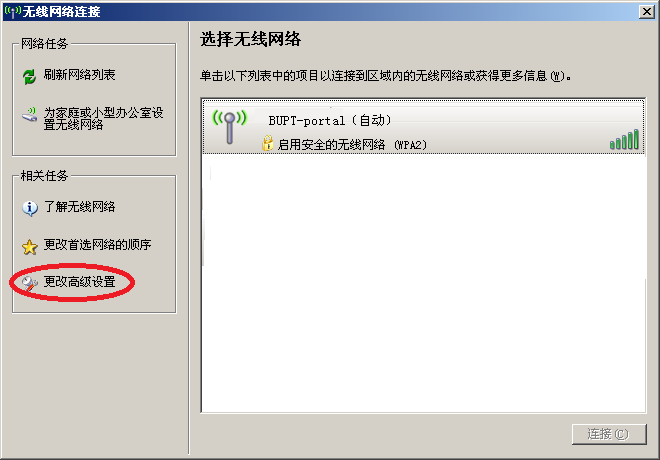 无线网络连接
网络任务
刷新网络列表
为家庭或小型办公室设
置无线网络
相关任务
了解无线网络
更改首选网络的顺序
更改高级设置
选择无线网络
单击以下列表中的项目以连接到区域内的无线网络或获得更多信息(W)。
BUPT-portal（自动）
启用安全的无线网络 (WPA2)
连接(C)